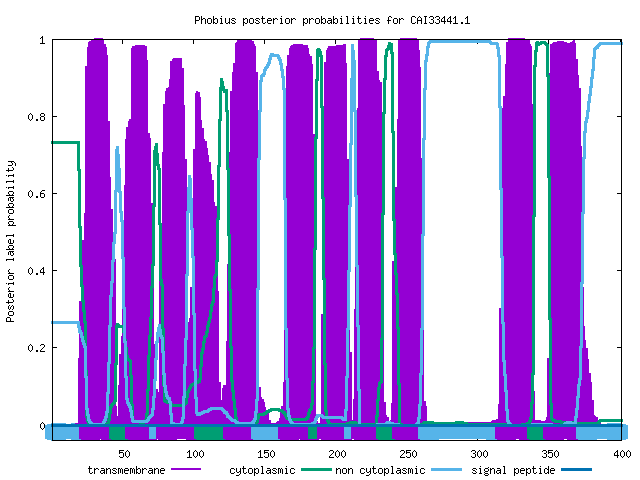 Phobius posterior probabilities for CAI33441.1
1
0.8
0.6
0.4
0.2
0
Posterior label probability
50 100 150 200 250 300 350 400
transmembrane cytoplasmic non cytoplasmic signal peptide